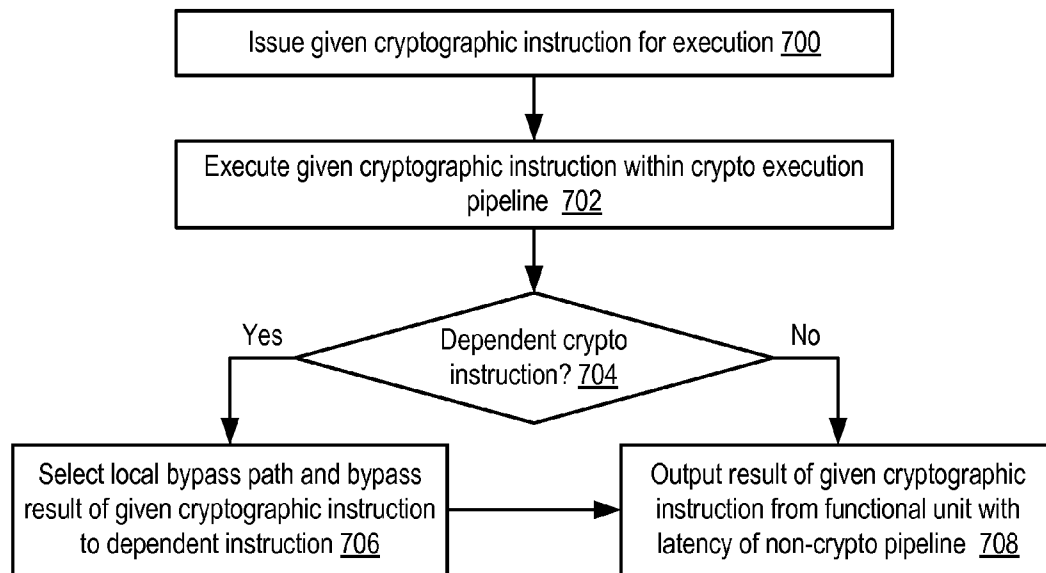 Issue given cryptographic instruction for execution 700
Execute given cryptographic instruction within crypto execution
pipeline 702
Yes
Dependent crypto
instruction? 704
No
Select local bypass path and bypass
result of given cryptographic instruction
to dependent instruction 706
Output result of given cryptographic
instruction from functional unit with
latency of non-crypto pipeline 708